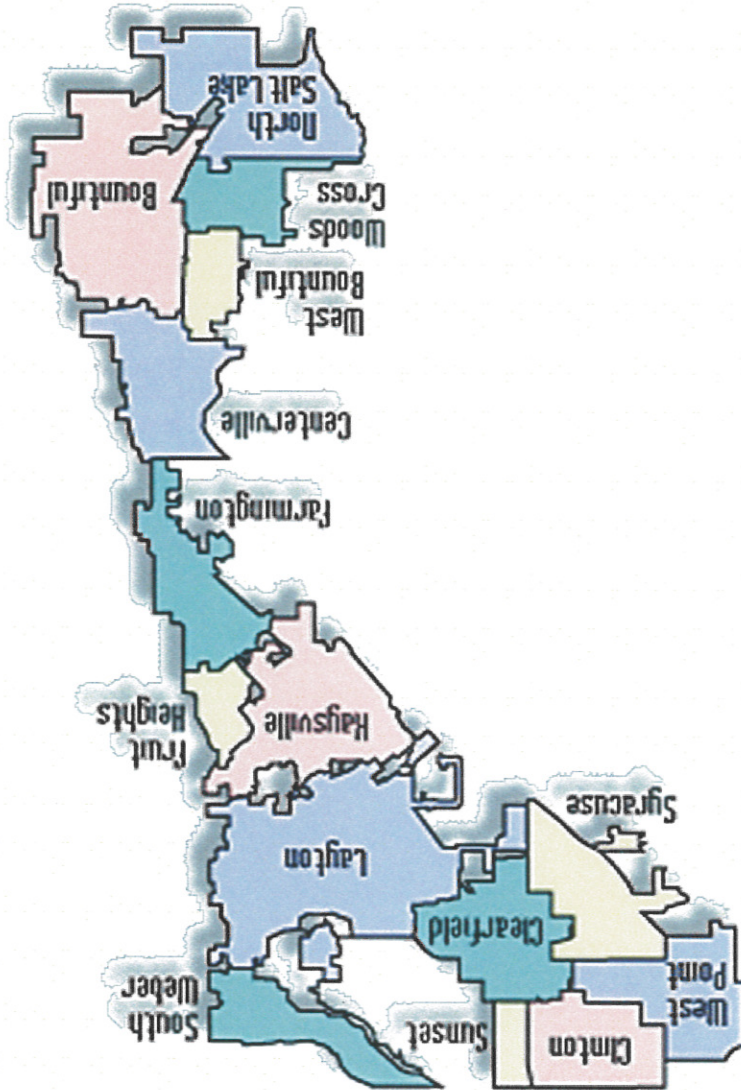 Clinton
Sunset
South
Weber
West
Point
Clearfield
Layton
Syracuse
Kaysville
Fruit
Heights
Farmington
Centerville
West
Bountiful
Bountiful
Woods
Cross
North
Salt Lake